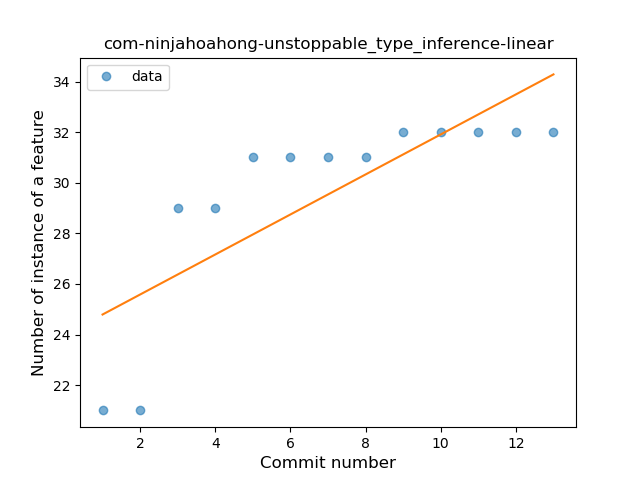 com-ninjahoahong-unstoppable_type_inference-linear
data
Number of instance of a feature
34
32
30
28
26
24
22
2 4 6 8 10 12
Commit number